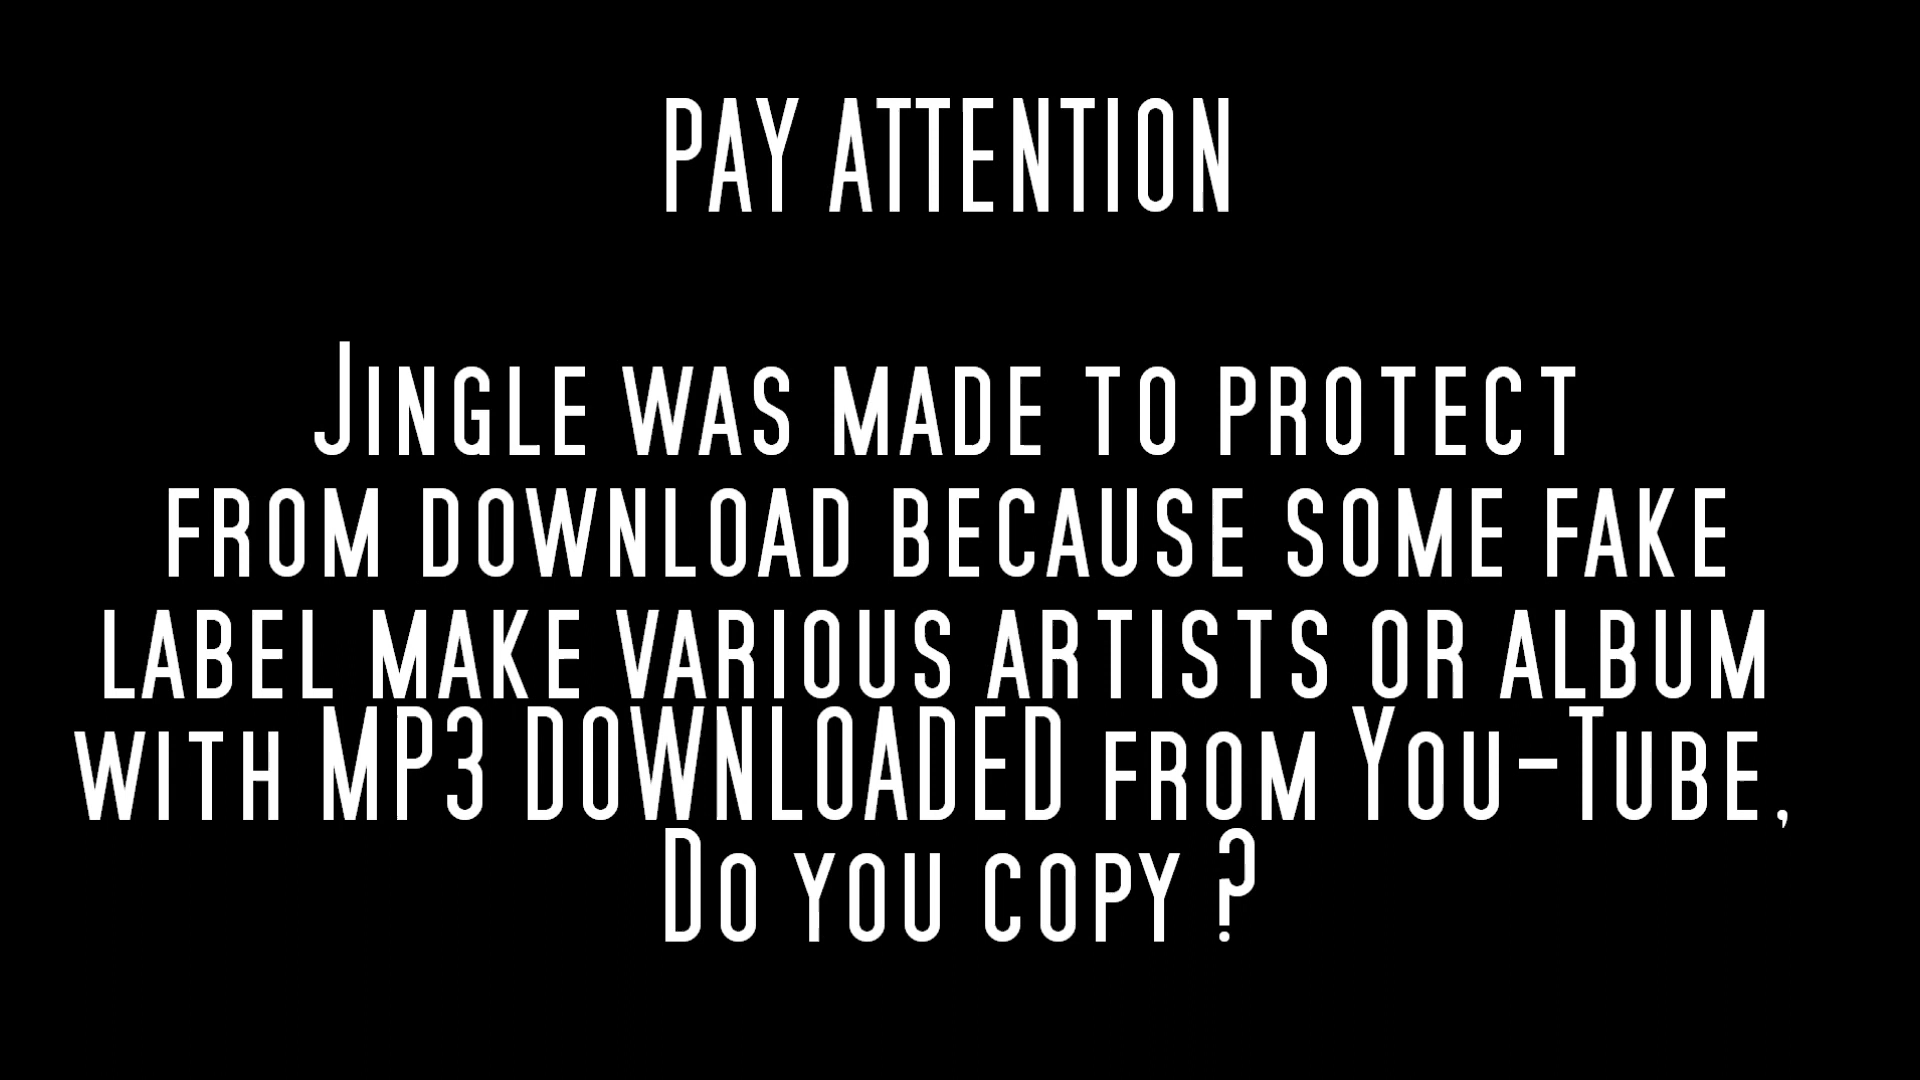 PAY ATTENTION
Jingle was made to protect
from download because some fake
label make various artists or album
with MP3 DOWNLOADED from You-Tube,
Do you copy ?